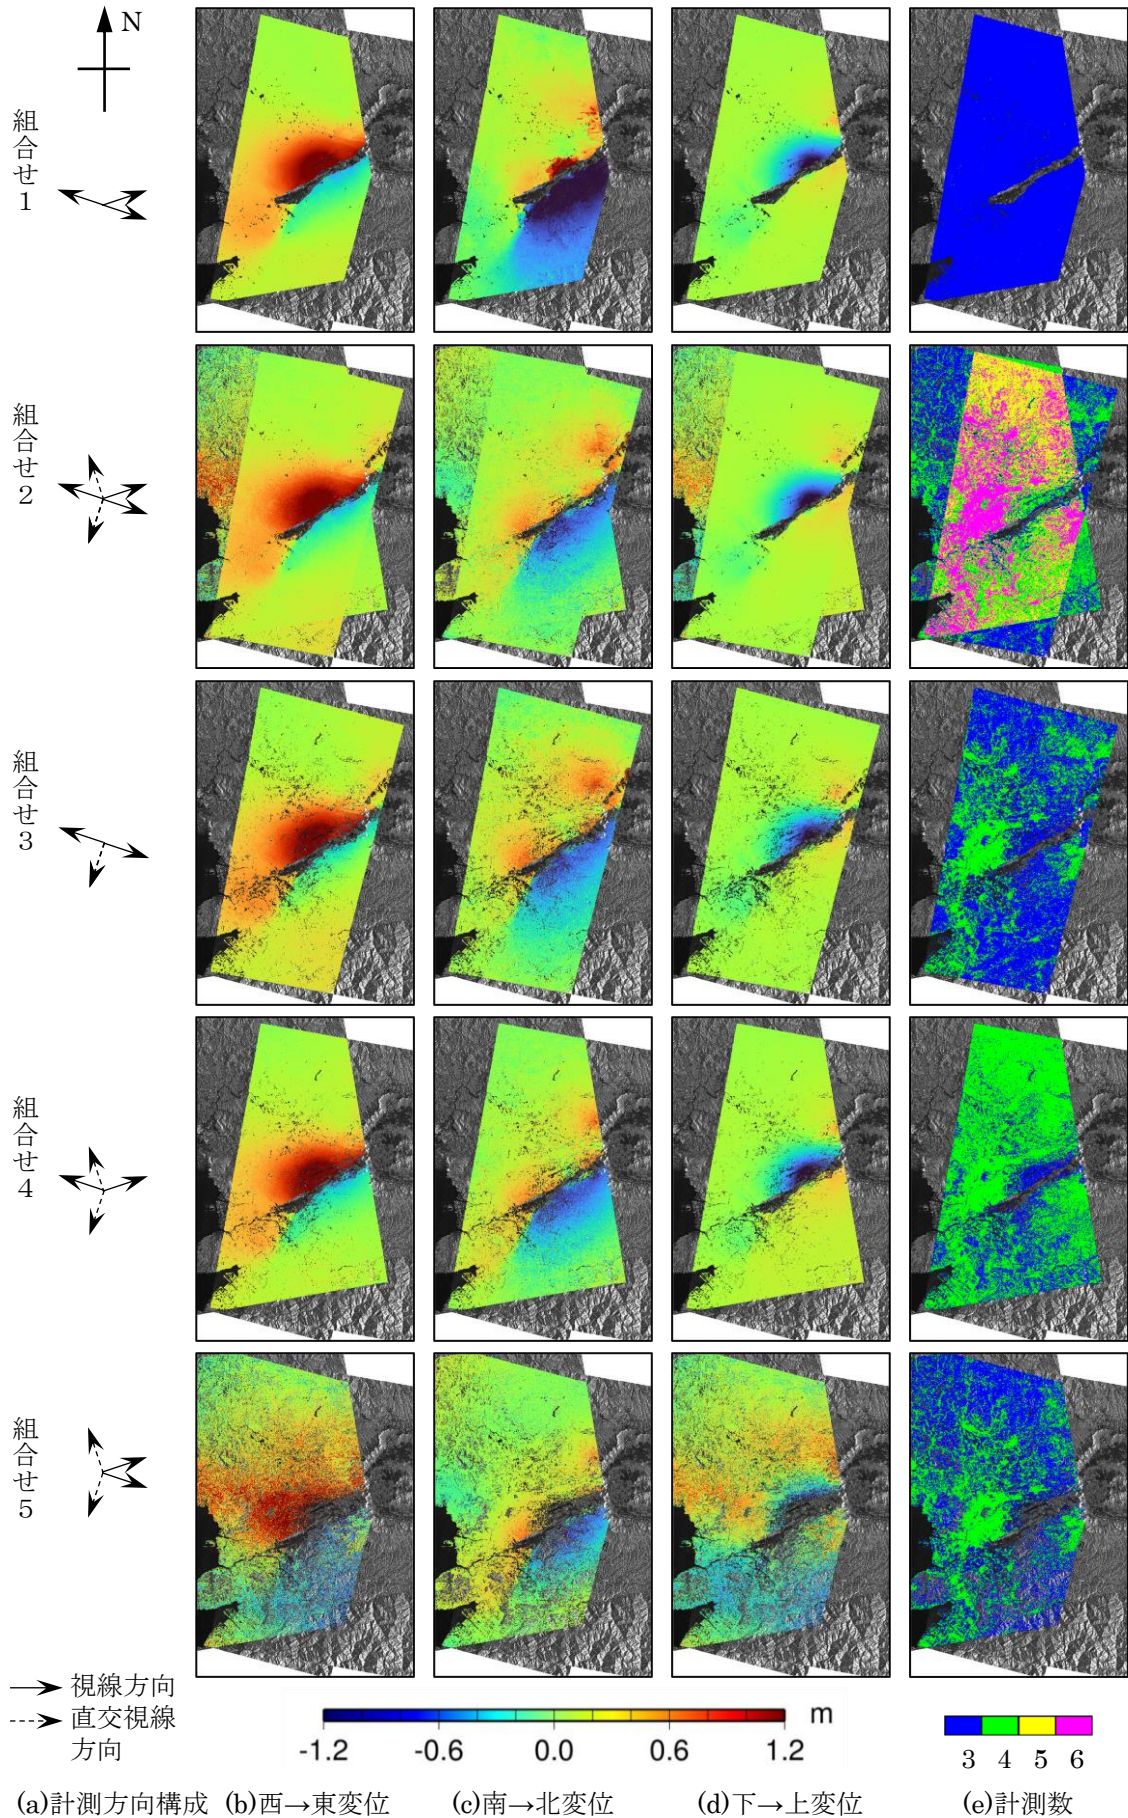 N
組合せ1
組合せ2
組合せ3
組合せ4
組合せ5
視線方向
直交視線
方向
m
-1.2 -0.6 0.0 0.6 1.2
3 4 5 6
(a)計測方向構成 (b)西→東変位 (c)南→北変位 (d)下→上変位 (e)計測数